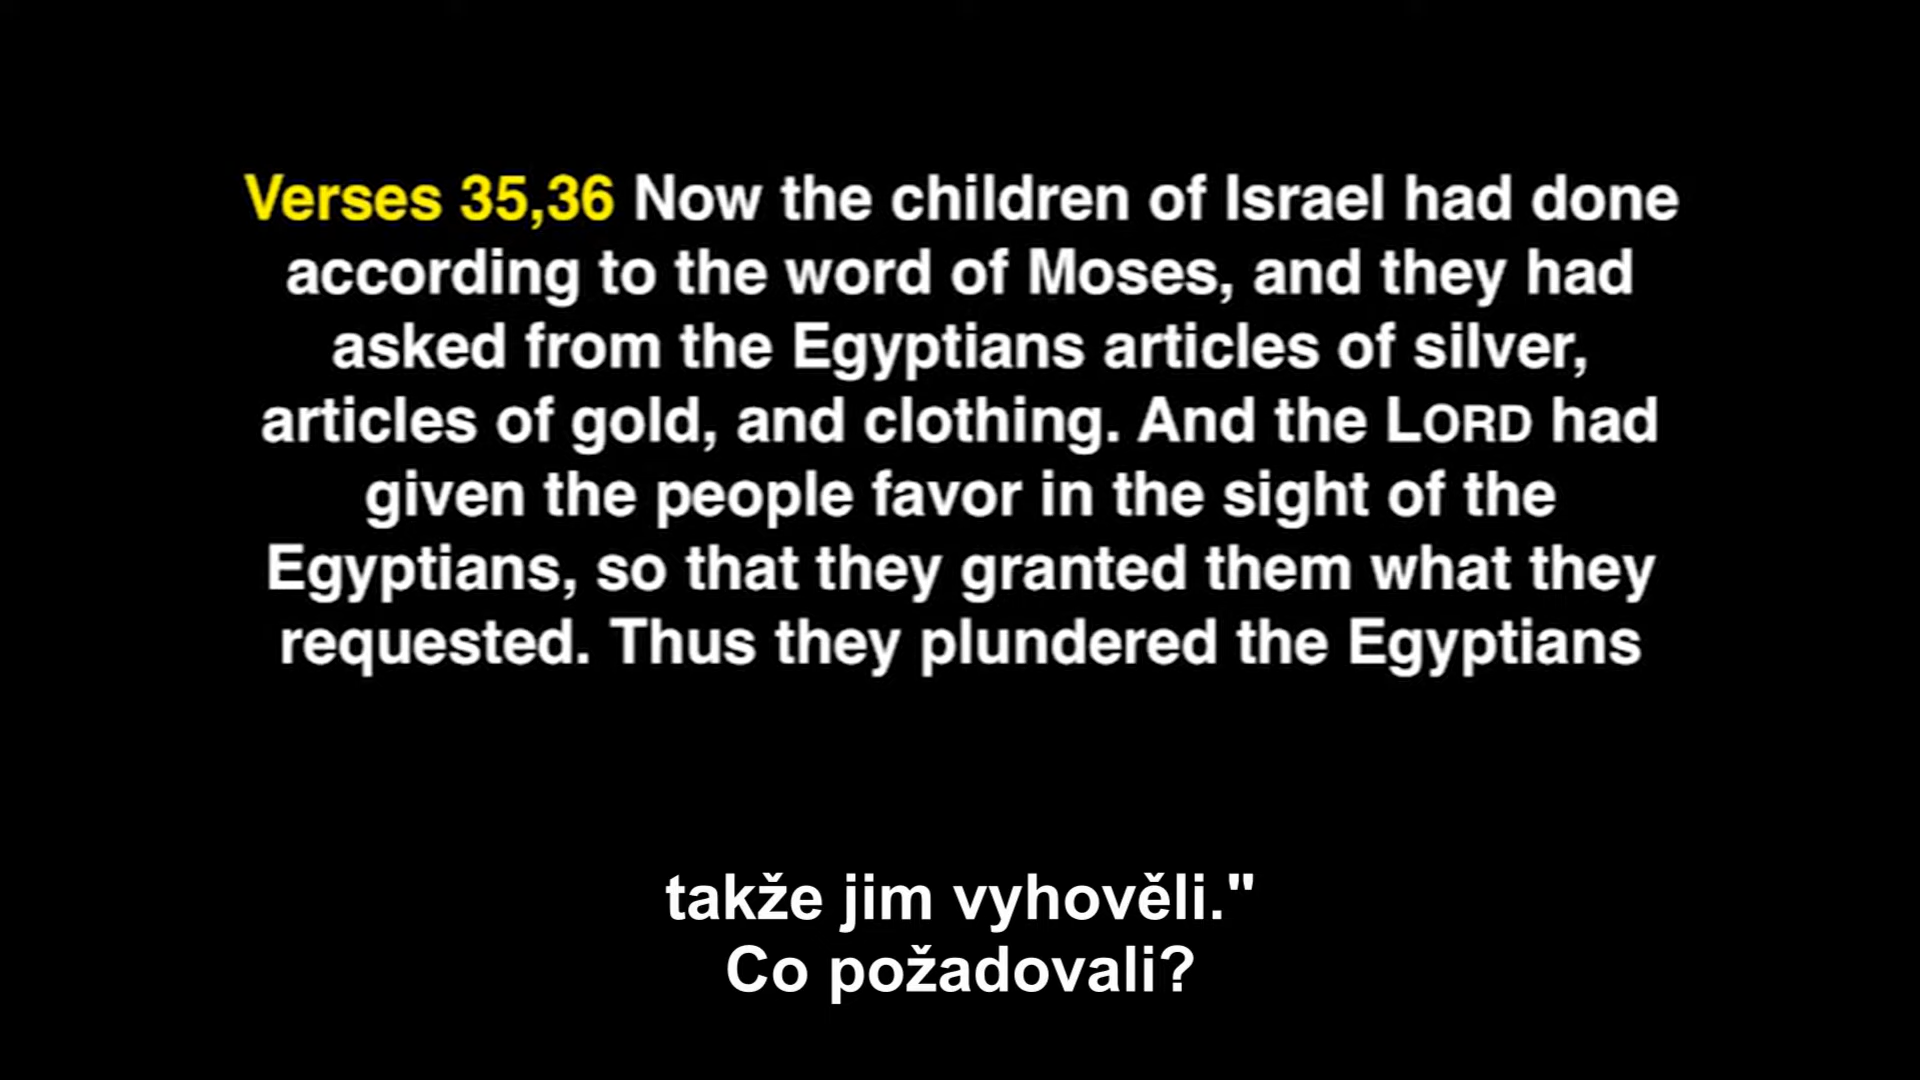 Verses 35,36 Now the children of Israel had done
according to the word of Moses, and they had
asked from the Egyptians articles of silver,
articles of gold, and clothing. And the LORD had
given the people favor in the sight of the
Egyptians, so that they granted them what they
requested. Thus they plundered the Egyptians
takže jim vyhověli."
Co požadovali?